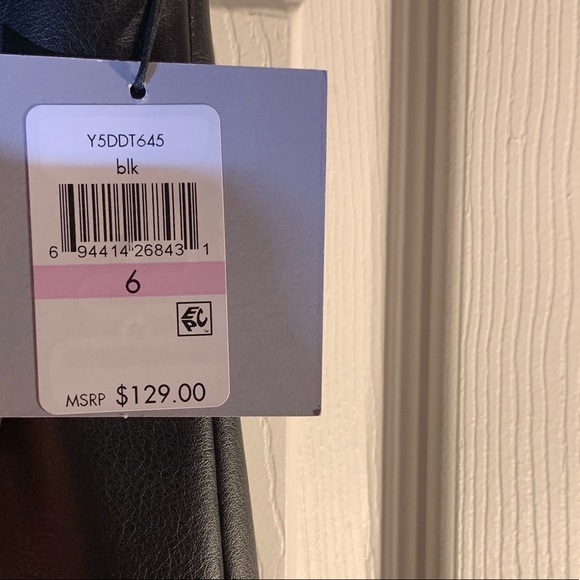 Y5DDT645
blk
6 94414 26843 1
6
EPC
MSRP $129.00